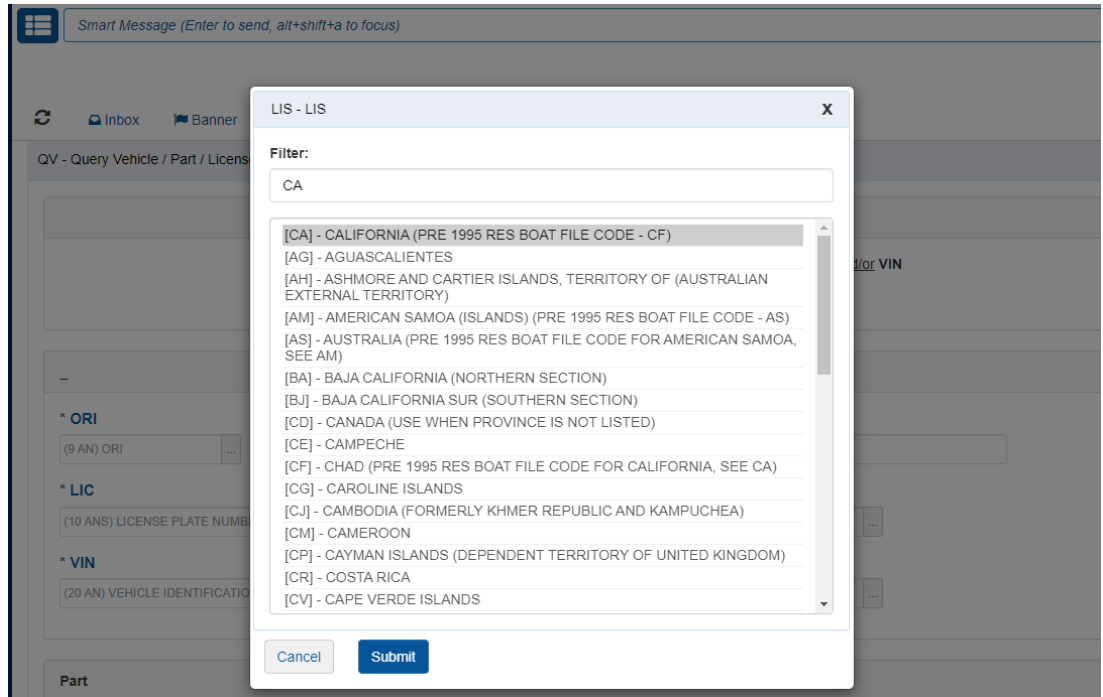 Smart Message (Enter to send, alt+shift+a to focus)
LIS - LIS
X
Inbox
Banner
QV - Query Vehicle / Part / Licens
Filter:
CA
[CA] - CALIFORNIA (PRE 1995 RES BOAT FILE CODE - CF)
[AG] - AGUASCALIENTES
[AH] - ASHMORE AND CARTIER ISLANDS, TERRITORY OF (AUSTRALIAN
EXTERNAL TERRITORY)
[AM] - AMERICAN SAMOA (ISLANDS) (PRE 1995 RES BOAT FILE CODE - AS)
[AS] - AUSTRALIA (PRE 1995 RES BOAT FILE CODE FOR AMERICAN SAMOA,
SEE AM)
[BA] - BAJA CALIFORNIA (NORTHERN SECTION)
[BJ] - BAJA CALIFORNIA SUR (SOUTHERN SECTION)
[CD] - CANADA (USE WHEN PROVINCE IS NOT LISTED)
[CE] - CAMPECHE
[CF] - CHAD (PRE 1995 RES BOAT FILE CODE FOR CALIFORNIA, SEE CA)
[CG] - CAROLINE ISLANDS
[CJ] - CAMBODIA (FORMERLY KHMER REPUBLIC AND KAMPUCHEA)
[CM] - CAMEROON
[CP] - CAYMAN ISLANDS (DEPENDENT TERRITORY OF UNITED KINGDOM)
[CR] - COSTA RICA
[CV] - CAPE VERDE ISLANDS
d/or VIN
* ORI
(9 AN) ORI
...
* LIC
(10 ANS) LICENSE PLATE NUMB
...
* VIN
(20 AN) VEHICLE IDENTIFICATIO
...
Cancel
Submit
Part